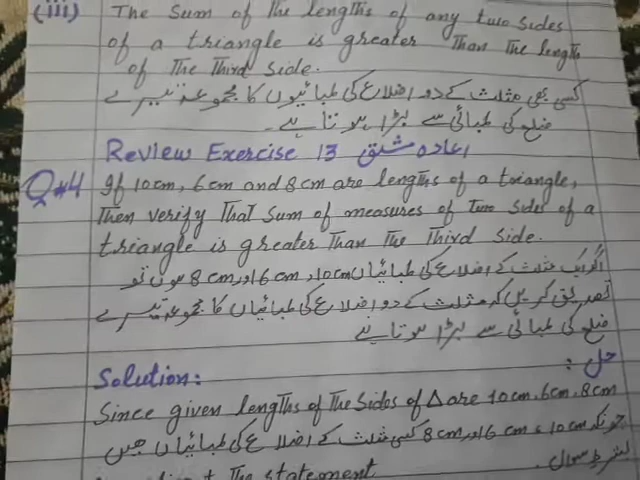 (iii) The Sum of the lengths of any two sides
of a triangle is greater Than The length
of The Third Side.
کسی بھی مثلث کے دو اضلاع کی لمبائیوں کا مجموعہ تیسرے
ضلع کی لمبائی سے بڑا ہوتا ہے۔
Review Exercise 13 اعادہ مشق
Q#4 If 10cm, 6cm and 8cm are lengths of a triangle,
Then verify That Sum of measures of Two Sides of a
triangle is greater Than The Third Side.
اگر ایک مثلث کے اضلاع کی لمبائیاں 10cm، 6cm اور 8cm ہوں تو
تصدیق کریں کہ مثلث کے دو اضلاع کی لمبائیاں کا مجموعہ تیسرے
ضلع کی لمبائی سے بڑا ہوتا ہے
Solution: حل:
Since given lengths of The Sides of Δ are 10cm, 6cm, 8cm
چونکہ 10cm، 6cm اور 8cm کسی مثلث کے اضلاع کی لمبائیاں ہیں
The statement